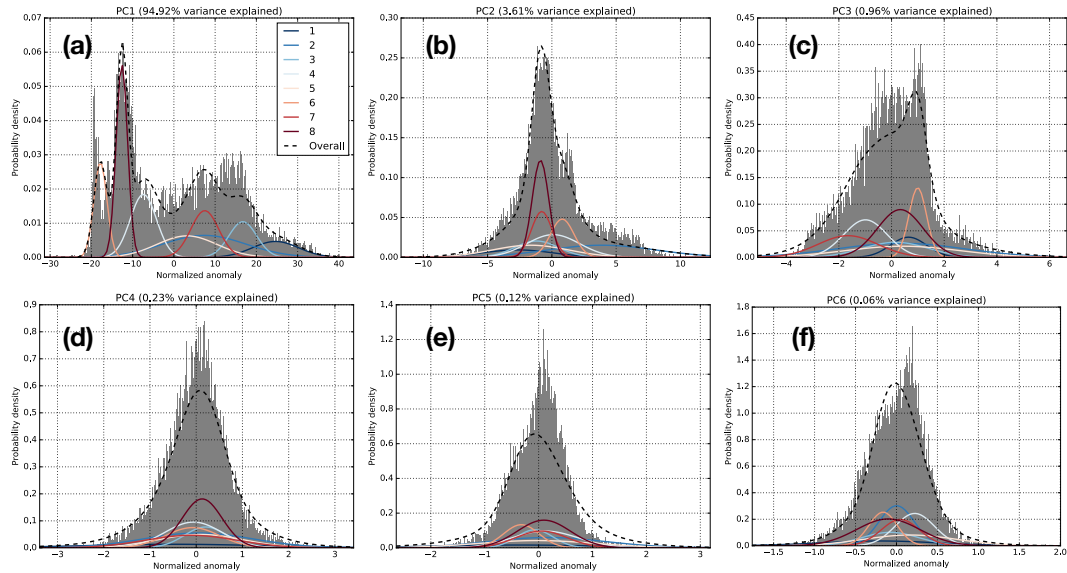 PC1 (94.92% variance explained)
(a)
1
2
3
4
5
6
7
8
Overall
0.07
0.06
0.05
0.04
0.03
0.02
0.01
0.00
Probability density
−30 −20 −10 0 10 20 30 40
Normalized anomaly
PC2 (3.61% variance explained)
(b)
0.30
0.25
0.20
0.15
0.10
0.05
0.00
Probability density
−10 −5 0 5 10
Normalized anomaly
PC3 (0.96% variance explained)
(c)
0.45
0.40
0.35
0.30
0.25
0.20
0.15
0.10
0.05
0.00
Probability density
−4 −2 0 2 4 6
Normalized anomaly
PC4 (0.23% variance explained)
(d)
0.9
0.8
0.7
0.6
0.5
0.4
0.3
0.2
0.1
0.0
Probability density
−3 −2 −1 0 1 2 3
Normalized anomaly
PC5 (0.12% variance explained)
(e)
1.4
1.2
1.0
0.8
0.6
0.4
0.2
0.0
Probability density
−3 −2 −1 0 1 2 3
Normalized anomaly
PC6 (0.06% variance explained)
(f)
1.8
1.6
1.4
1.2
1.0
0.8
0.6
0.4
0.2
0.0
Probability density
−1.5 −1.0 −0.5 0.0 0.5 1.0 1.5 2.0
Normalized anomaly